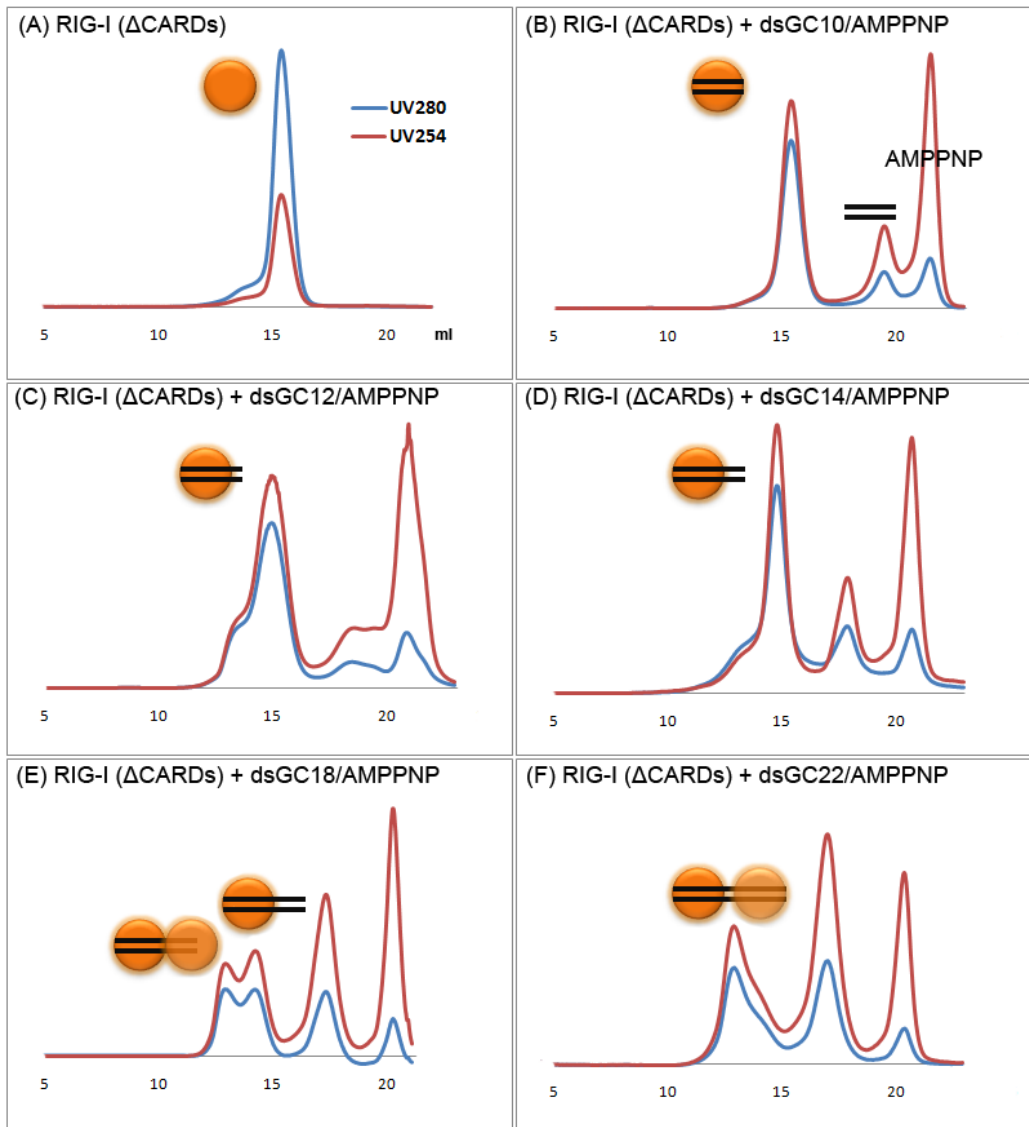 (A) RIG-I (ΔCARDs)
UV280
UV254
5 10 15 20 ml
(B) RIG-I (ΔCARDs) + dsGC10/AMPPNP
AMPPNP
5 10 15 20
(C) RIG-I (ΔCARDs) + dsGC12/AMPPNP
5 10 15 20
(D) RIG-I (ΔCARDs) + dsGC14/AMPPNP
5 10 15 20
(E) RIG-I (ΔCARDs) + dsGC18/AMPPNP
5 10 15 20
(F) RIG-I (ΔCARDs) + dsGC22/AMPPNP
5 10 15 20